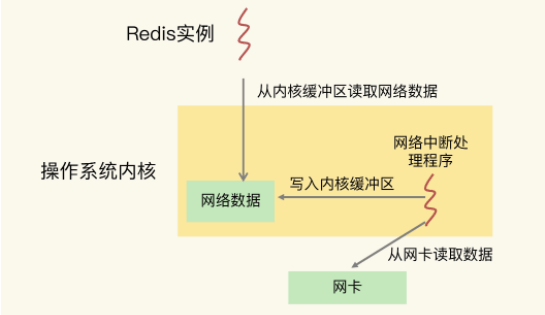 Redis实例
从内核缓冲区读取网络数据
网络中断处
理程序
操作系统内核
写入内核缓冲区
网络数据
从网卡读取数据
网卡